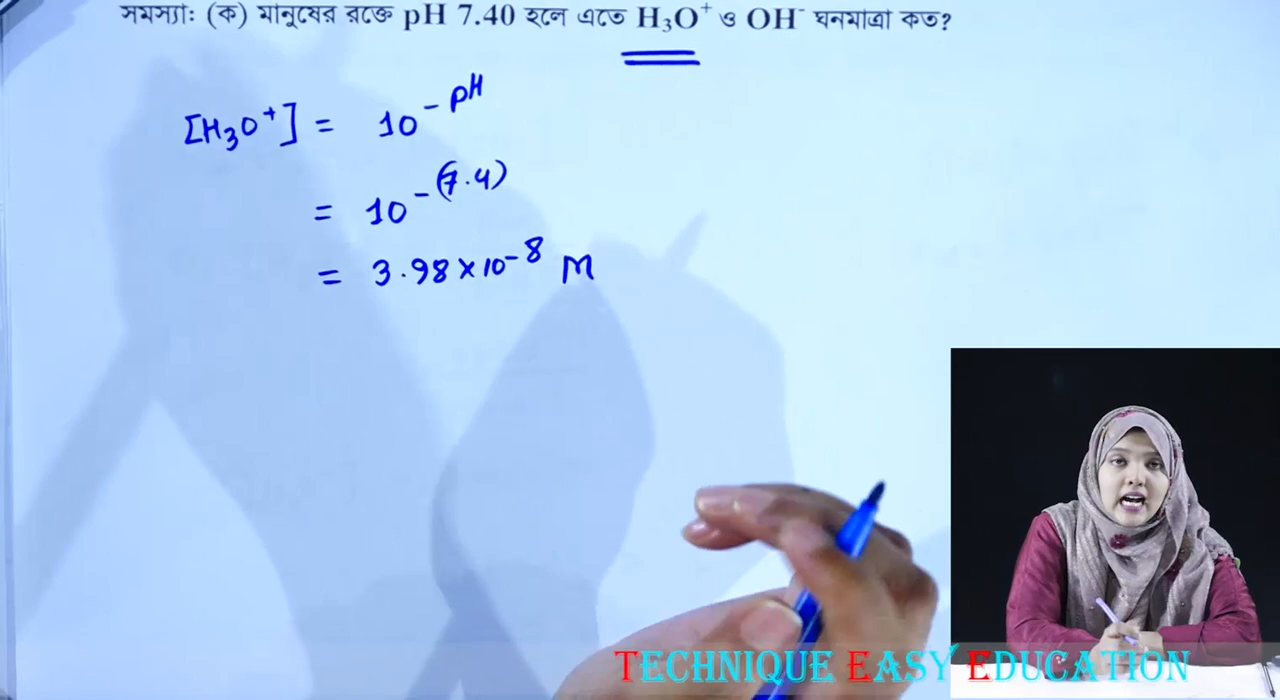 সমস্যাঃ (ক) মানুষের রক্তে pH 7.40 হলে এতে H₃O⁺ ও OH⁻ ঘনমাত্রা কত?
[H₃O⁺] = 10^-pH
= 10^-(7.4)
= 3.98×10⁻⁸ M
TECHNIQUE EASY EDUCATION